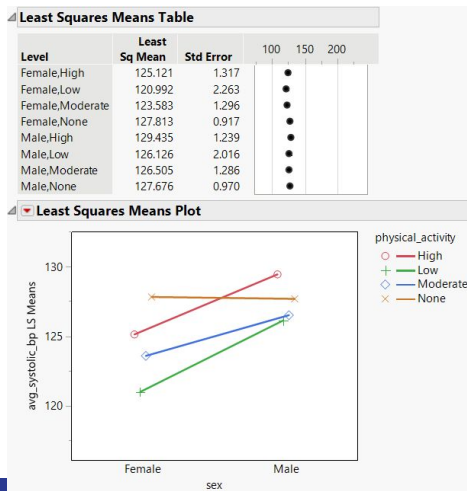 Least Squares Means Table
Level Least Sq Mean Std Error 100 150 200
Female,High 125.121 1.317
Female,Low 120.992 2.263
Female,Moderate 123.583 1.296
Female,None 127.813 0.917
Male,High 129.435 1.239
Male,Low 126.126 2.016
Male,Moderate 126.505 1.286
Male,None 127.676 0.970
Least Squares Means Plot
avg_systolic_bp LS Means
130
125
120
Female Male
sex
physical_activity
High
Low
Moderate
None